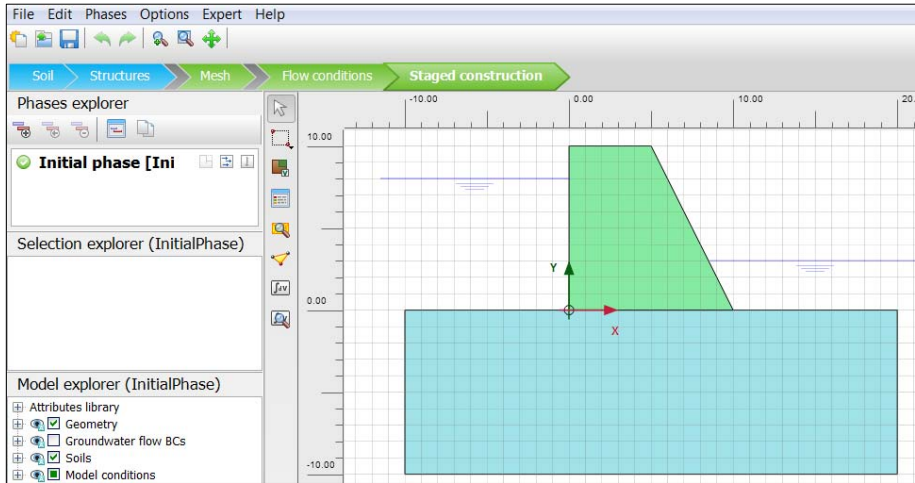 File Edit Phases Options Expert Help
Soil Structures Mesh Flow conditions Staged construction
Phases explorer
Initial phase [Ini
Selection explorer (InitialPhase)
Model explorer (InitialPhase)
Attributes library
Geometry
Groundwater flow BCs
Soils
Model conditions
-10.00 0.00 10.00 20.
10.00
0.00
-10.00
Y
X
∫dV